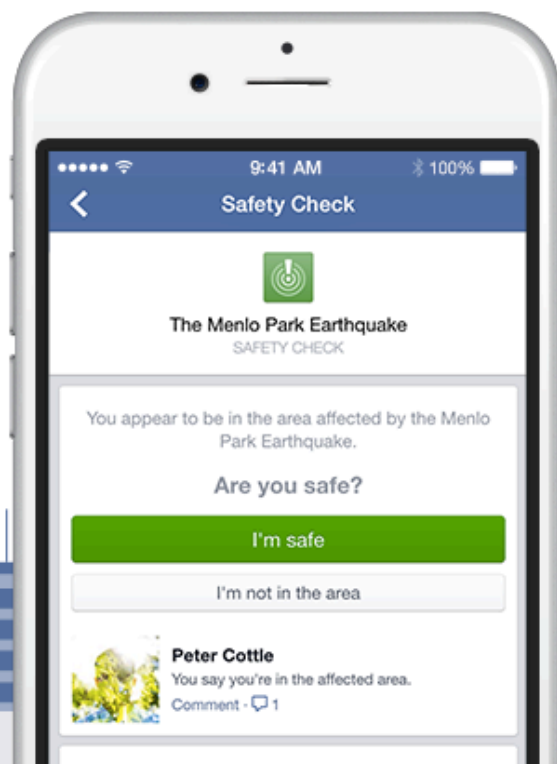 9:41 AM
100%
Safety Check
The Menlo Park Earthquake
SAFETY CHECK
You appear to be in the area affected by the Menlo
Park Earthquake.
Are you safe?
I'm safe
I'm not in the area
Peter Cottle
You say you're in the affected area.
Comment · 1